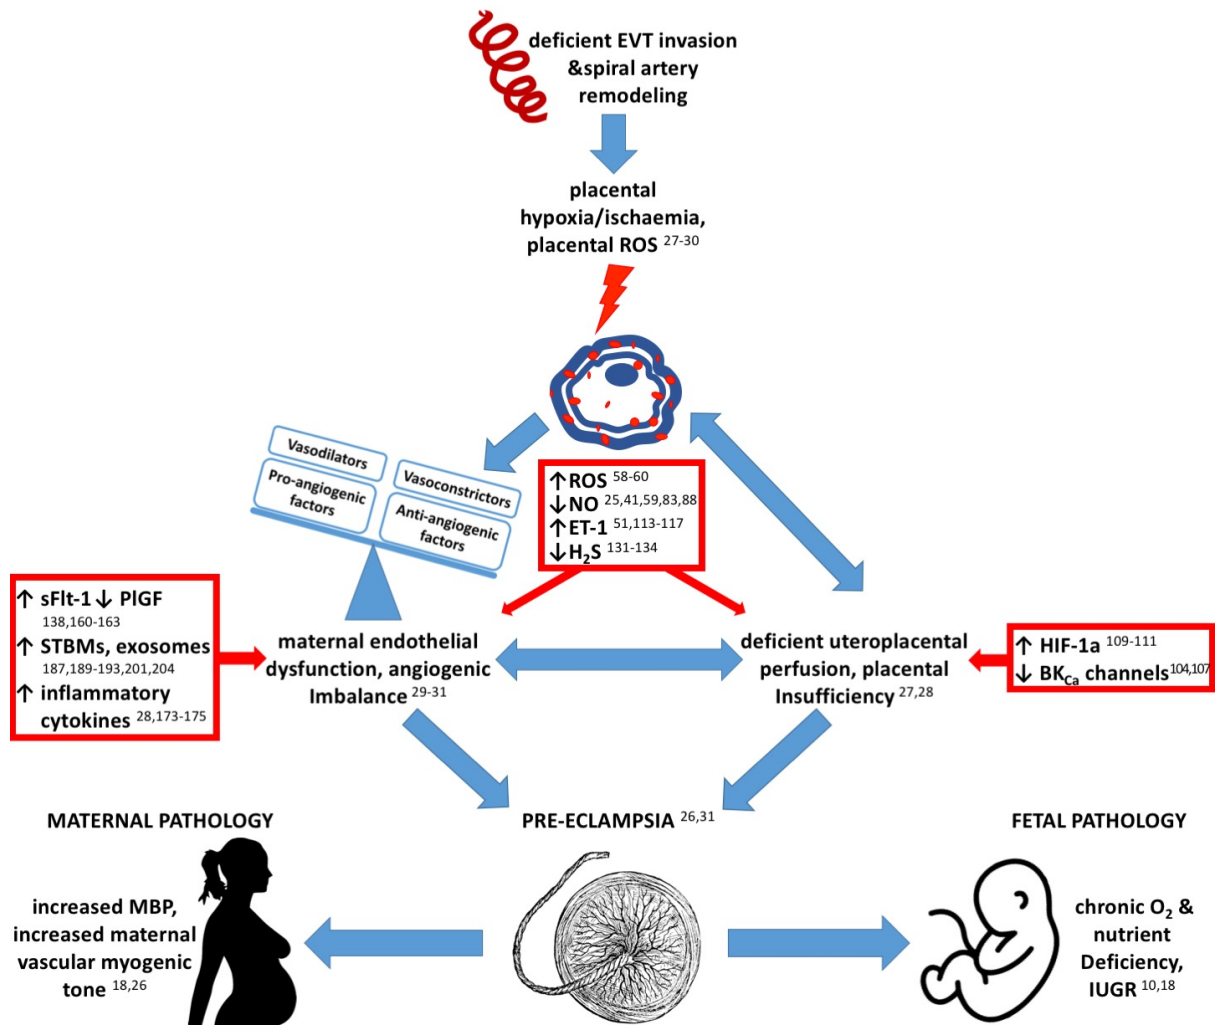 deficient EVT invasion
&spiral artery
remodeling
placental
hypoxia/ischaemia,
placental ROS 27-30
Vasodilators
Vasoconstrictors
Pro-angiogenic
factors
Anti-angiogenic
factors
↑ROS 58-60
↓NO 25,41,59,83,88
↑ET-1 51,113-117
↓H₂S 131-134
↑ sFlt-1↓ PlGF
138,160-163
↑ STBMs, exosomes
187,189-193,201,204
↑ inflammatory
cytokines 28,173-175
maternal endothelial
dysfunction, angiogenic
Imbalance 29-31
deficient uteroplacental
perfusion, placental
Insufficiency 27,28
↑ HIF-1a 109-111
↓ BKCa channels 104,107
MATERNAL PATHOLOGY
PRE-ECLAMPSIA 26,31
FETAL PATHOLOGY
increased MBP,
increased maternal
vascular myogenic
tone 18,26
chronic O₂ &
nutrient
Deficiency,
IUGR 10,18